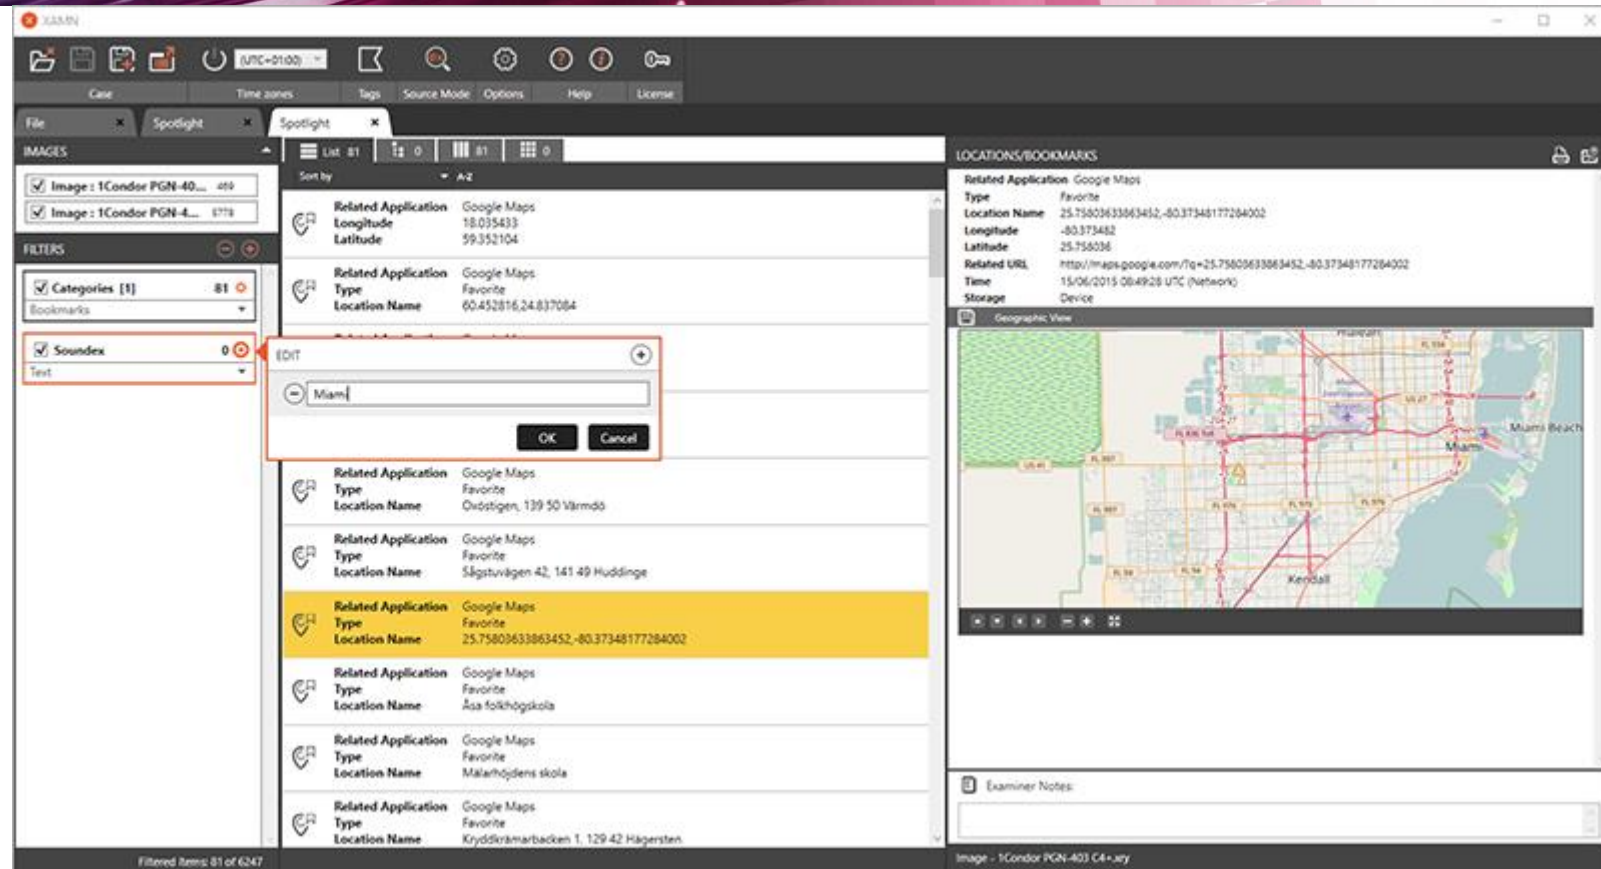 XAMN
(UTC+01:00)
Case
Time zones
Tags
Source Mode
Options
Help
License
File
Spotlight
Spotlight
IMAGES
Image : 1Condor PGN-40...
Image : 1Condor PGN-4...
FILTERS
Categories [1] 81
Bookmarks
Soundex 0
Text
Filtered items: 81 of 6247
List 81
0
81
0
Sort by
A-Z
Related Application Google Maps
Longitude 18.035433
Latitude 59.352104
Related Application Google Maps
Type Favorite
Location Name 60.452816,24.837084
EDIT
Miami
OK
Cancel
Related Application Google Maps
Type Favorite
Location Name Oxöstigen, 139 50 Värmdö
Related Application Google Maps
Type Favorite
Location Name Sågstuvägen 42, 141 49 Huddinge
Related Application Google Maps
Type Favorite
Location Name 25.75803633863452,-80.37348177284002
Related Application Google Maps
Type Favorite
Location Name Åsa folkhögskola
Related Application Google Maps
Type Favorite
Location Name Mälarhöjdens skola
Related Application Google Maps
Type Favorite
Location Name Kryddkrämarbacken 1, 129 42 Hägersten
LOCATIONS/BOOKMARKS
Related Application Google Maps
Type Favorite
Location Name 25.75803633863452,-80.37348177284002
Longitude -80.373482
Latitude 25.758036
Related URL http://maps.google.com/?q=25.75803633863452,-80.37348177284002
Time 15/06/2015 08:49:28 UTC (Network)
Storage Device
Geographic View
US 27
Miami Beach
Miami
US 41
Kendall
Examiner Notes:
Image - 1Condor PGN-403 C4+.xry